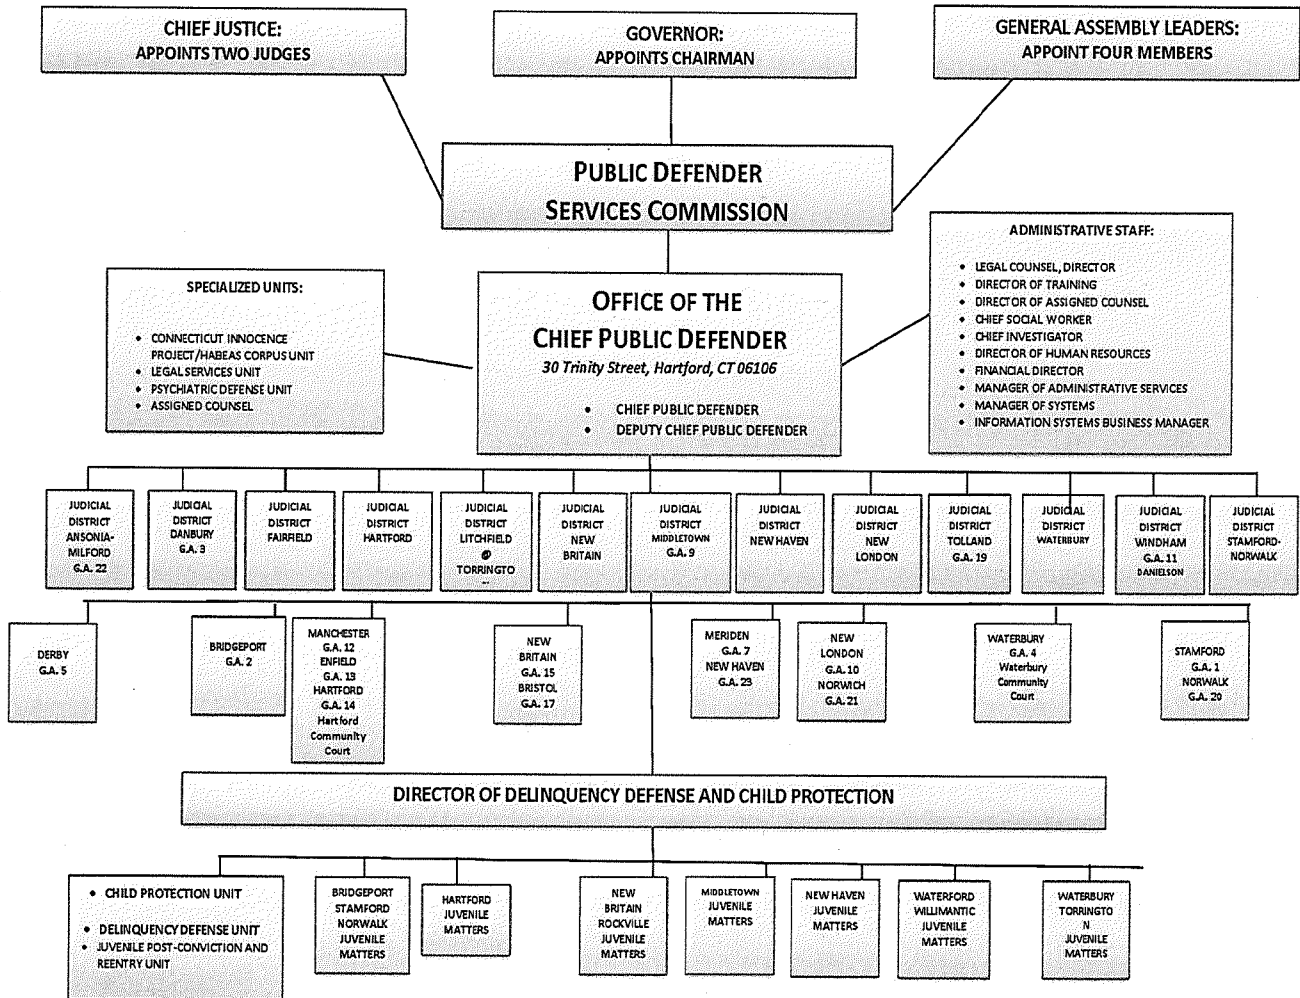 CHIEF JUSTICE:
APPOINTS TWO JUDGES
GOVERNOR:
APPOINTS CHAIRMAN
GENERAL ASSEMBLY LEADERS:
APPOINT FOUR MEMBERS
PUBLIC DEFENDER
SERVICES COMMISSION
SPECIALIZED UNITS:
• CONNECTICUT INNOCENCE
PROJECT/HABEAS CORPUS UNIT
• LEGAL SERVICES UNIT
• PSYCHIATRIC DEFENSE UNIT
• ASSIGNED COUNSEL
OFFICE OF THE
CHIEF PUBLIC DEFENDER
30 Trinity Street, Hartford, CT 06106
• CHIEF PUBLIC DEFENDER
• DEPUTY CHIEF PUBLIC DEFENDER
ADMINISTRATIVE STAFF:
• LEGAL COUNSEL, DIRECTOR
• DIRECTOR OF TRAINING
• DIRECTOR OF ASSIGNED COUNSEL
• CHIEF SOCIAL WORKER
• CHIEF INVESTIGATOR
• DIRECTOR OF HUMAN RESOURCES
• FINANCIAL DIRECTOR
• MANAGER OF ADMINISTRATIVE SERVICES
• MANAGER OF SYSTEMS
• INFORMATION SYSTEMS BUSINESS MANAGER
JUDICIAL
DISTRICT
ANSONIA-
MILFORD
G.A. 22
JUDICIAL
DISTRICT
DANBURY
G.A. 3
JUDICIAL
DISTRICT
FAIRFIELD
JUDICIAL
DISTRICT
HARTFORD
JUDICIAL
DISTRICT
LITCHFIELD
@
TORRINGTO
JUDICIAL
DISTRICT
NEW
BRITAIN
JUDICIAL
DISTRICT
MIDDLETOWN
G.A. 9
JUDICIAL
DISTRICT
NEW HAVEN
JUDICIAL
DISTRICT
NEW
LONDON
JUDICIAL
DISTRICT
TOLLAND
G.A. 19
JUDICIAL
DISTRICT
WATERBURY
JUDICIAL
DISTRICT
WINDHAM
G.A. 11
DANIELSON
JUDICIAL
DISTRICT
STAMFORD-
NORWALK
DERBY
G.A. 5
BRIDGEPORT
G.A. 2
MANCHESTER
G.A. 12
ENFIELD
G.A. 13
HARTFORD
G.A. 14
Hartford
Community
Court
NEW
BRITAIN
G.A. 15
BRISTOL
G.A. 17
MERIDEN
G.A. 7
NEW HAVEN
G.A. 23
NEW
LONDON
G.A. 10
NORWICH
G.A. 21
WATERBURY
G.A. 4
Waterbury
Community
Court
STAMFORD
G.A. 1
NORWALK
G.A. 20
DIRECTOR OF DELINQUENCY DEFENSE AND CHILD PROTECTION
• CHILD PROTECTION UNIT
• DELINQUENCY DEFENSE UNIT
• JUVENILE POST-CONVICTION AND
REENTRY UNIT
BRIDGEPORT
STAMFORD
NORWALK
JUVENILE
MATTERS
HARTFORD
JUVENILE
MATTERS
NEW
BRITAIN
ROCKVILLE
JUVENILE
MATTERS
MIDDLETOWN
JUVENILE
MATTERS
NEW HAVEN
JUVENILE
MATTERS
WATERFORD
WILLIMANTIC
JUVENILE
MATTERS
WATERBURY
TORRINGTO
N
JUVENILE
MATTERS